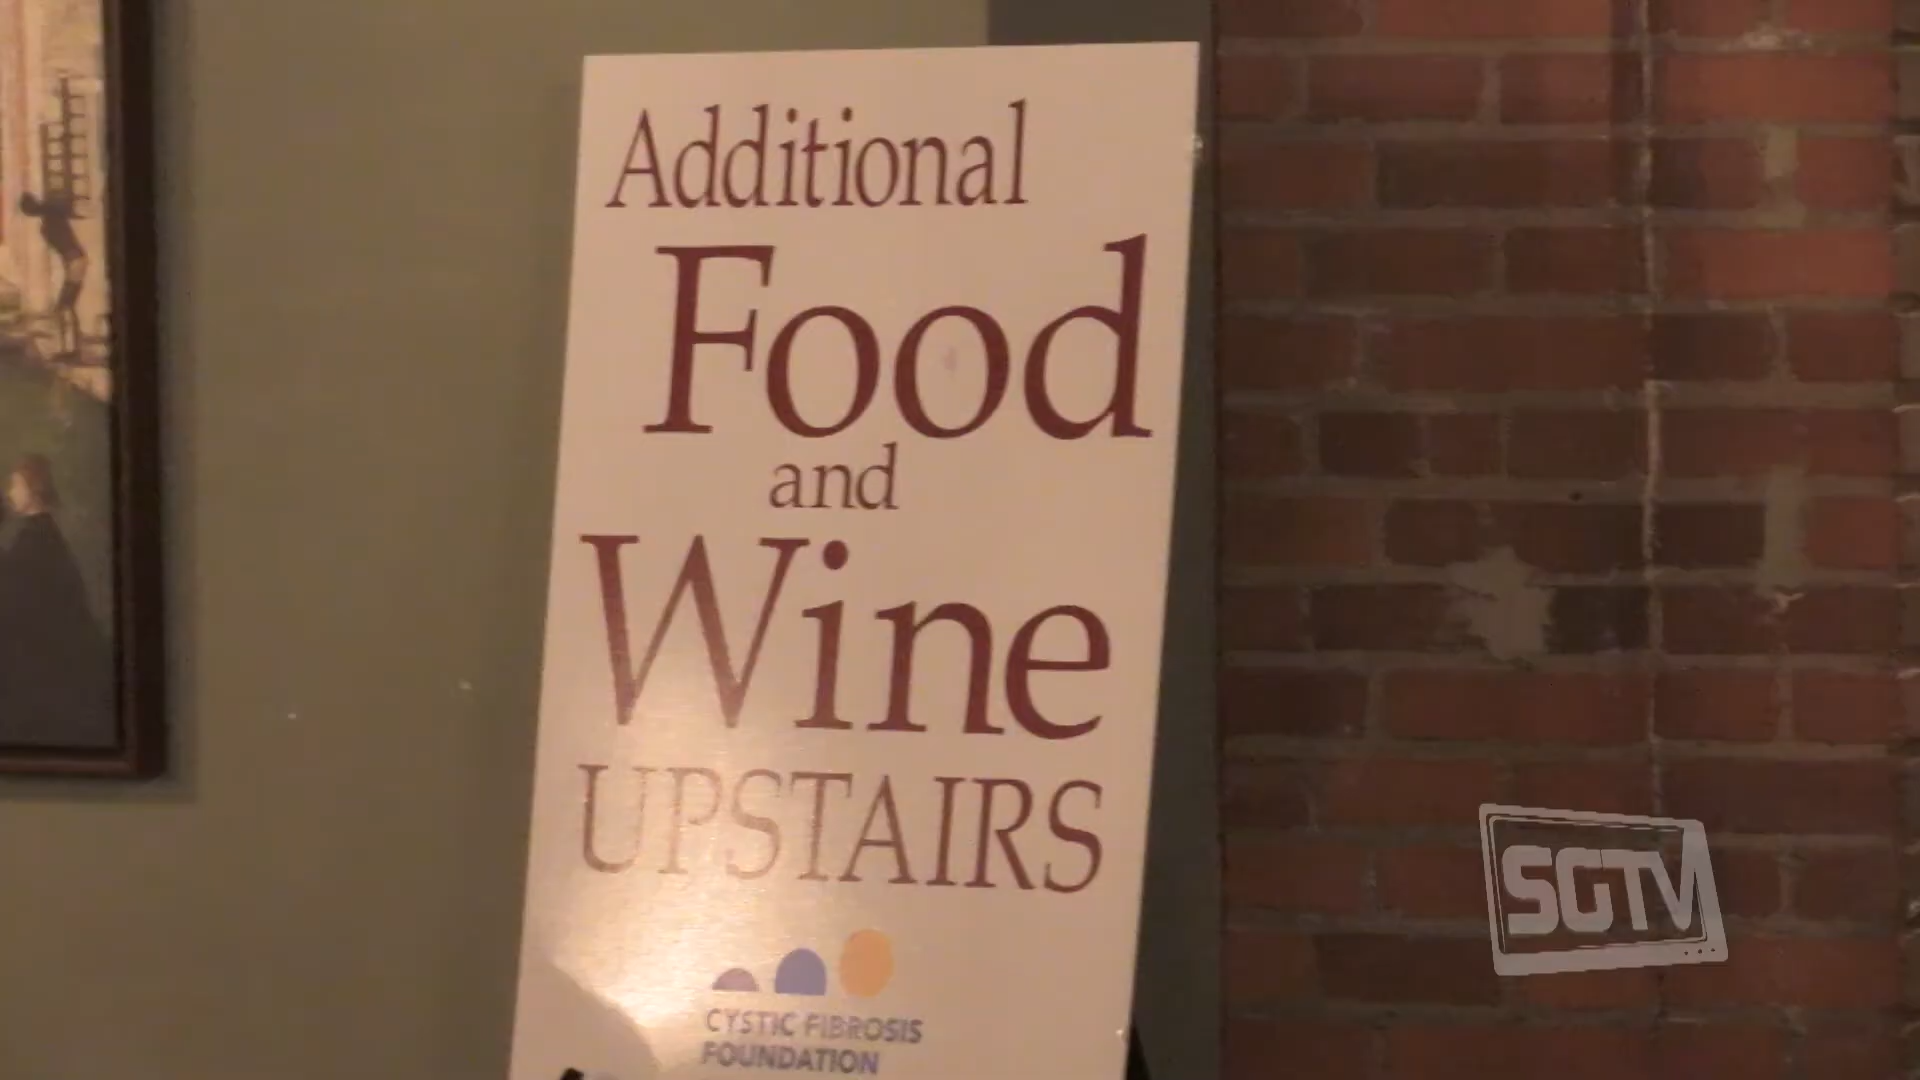 Additional
Food
and
Wine
UPSTAIRS
CYSTIC FIBROSIS
FOUNDATION
SGTV